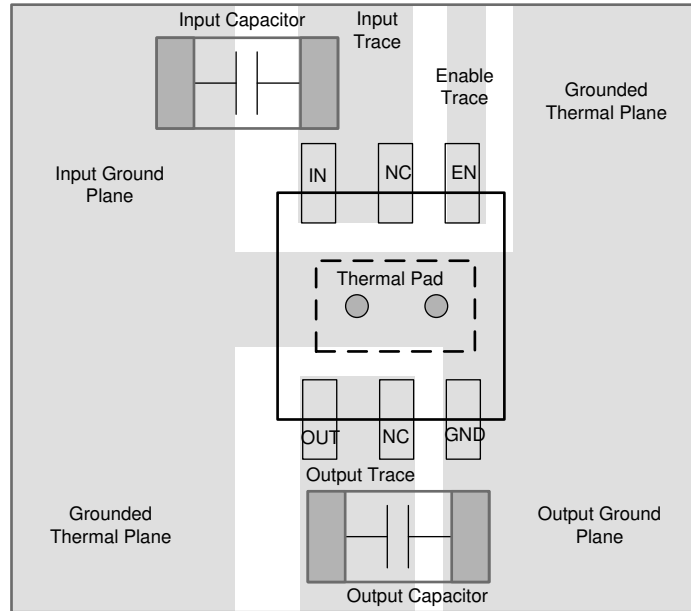 Input Capacitor
Input
Trace
Enable
Trace
Grounded
Thermal Plane
Input Ground
Plane
IN
NC
EN
Thermal Pad
OUT
NC
GND
Output Trace
Grounded
Thermal Plane
Output Ground
Plane
Output Capacitor